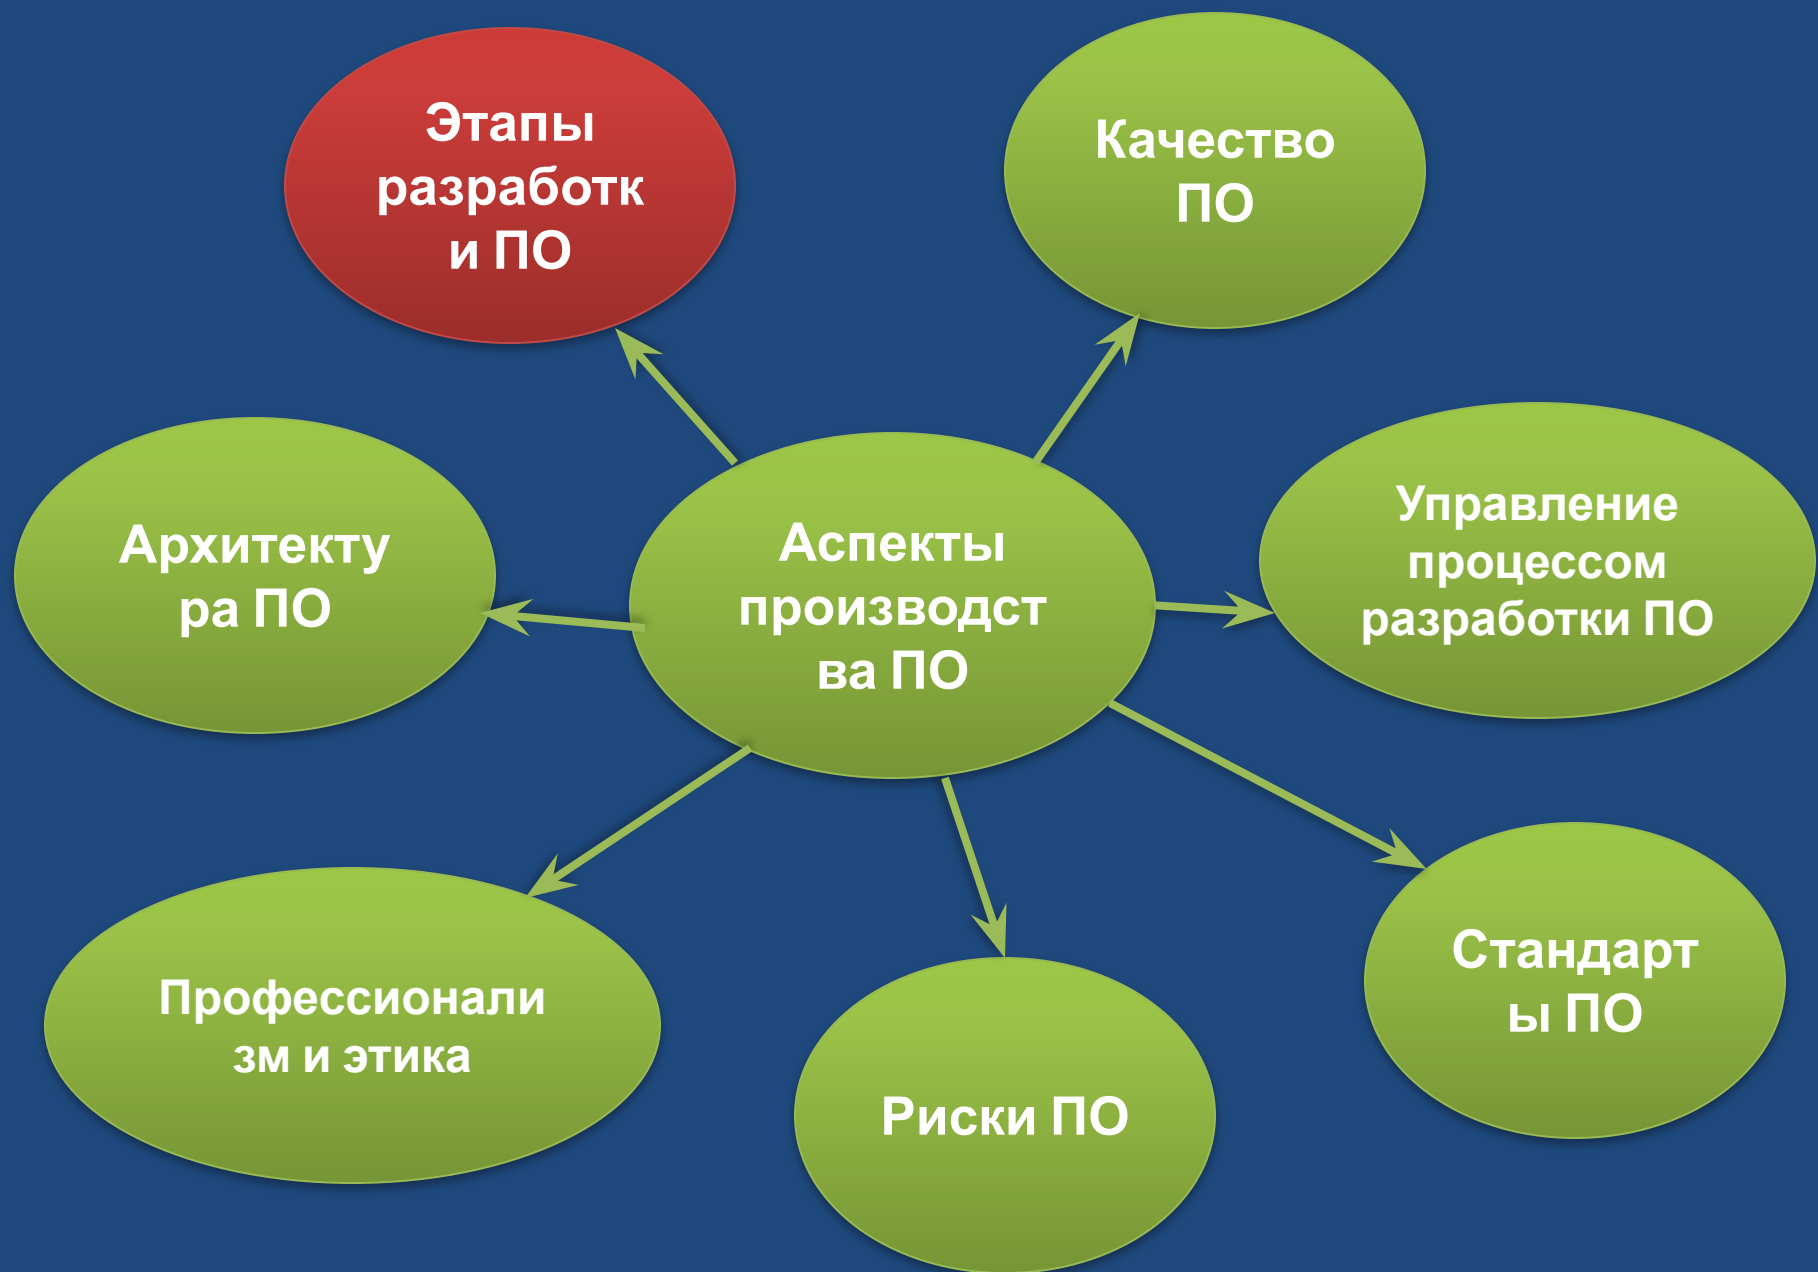 Этапы
разработк
и ПО
Качество
ПО
Архитекту
ра ПО
Аспекты
производст
ва ПО
Управление
процессом
разработки ПО
Профессионали
зм и этика
Риски ПО
Стандарт
ы ПО